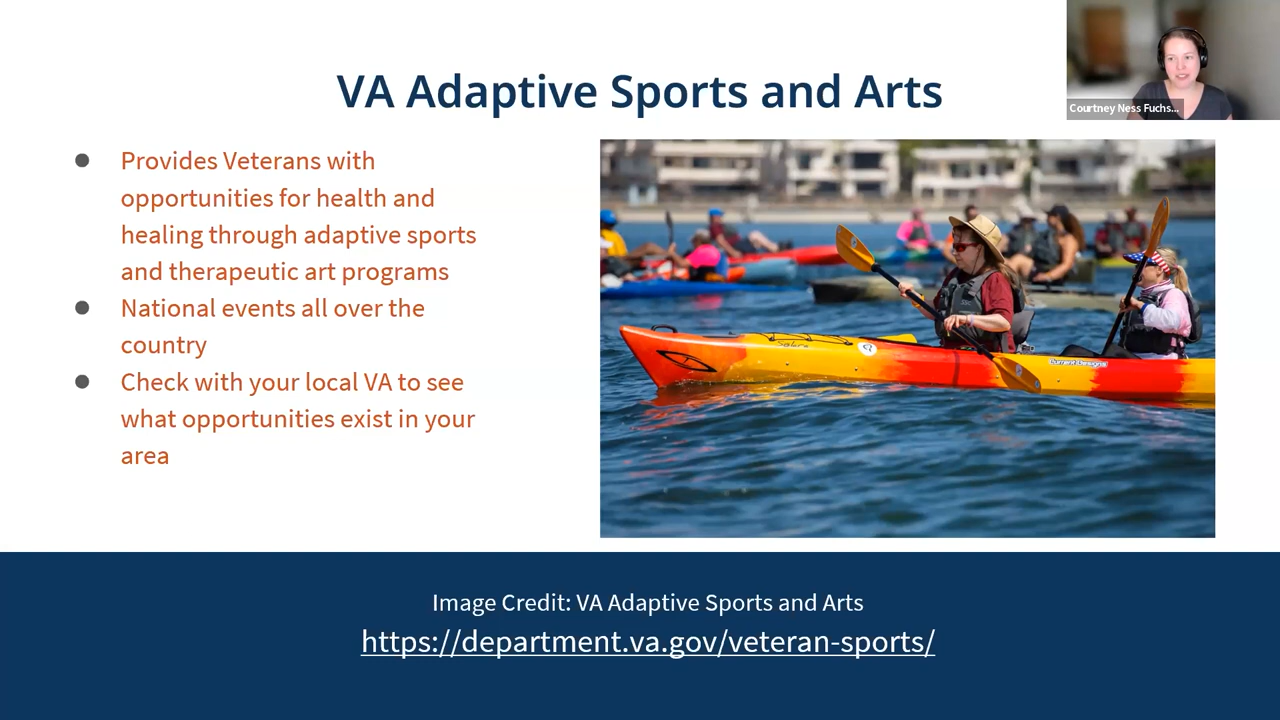 VA Adaptive Sports and Arts
Courtney Ness Fuchs...
Provides Veterans with
opportunities for health and
healing through adaptive sports
and therapeutic art programs
National events all over the
country
Check with your local VA to see
what opportunities exist in your
area
Current Designs
Image Credit: VA Adaptive Sports and Arts
https://department.va.gov/veteran-sports/